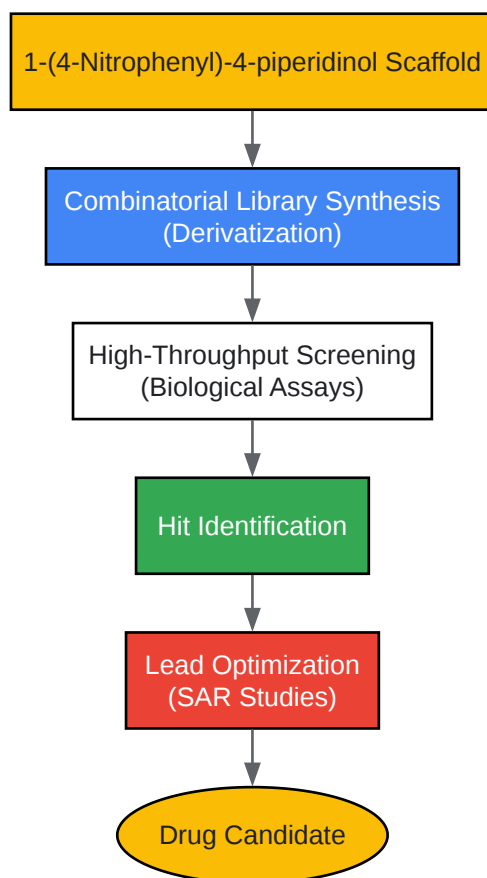 1-(4-Nitrophenyl)-4-piperidinol Scaffold
Combinatorial Library Synthesis
(Derivatization)
High-Throughput Screening
(Biological Assays)
Hit Identification
Lead Optimization
(SAR Studies)
Drug Candidate